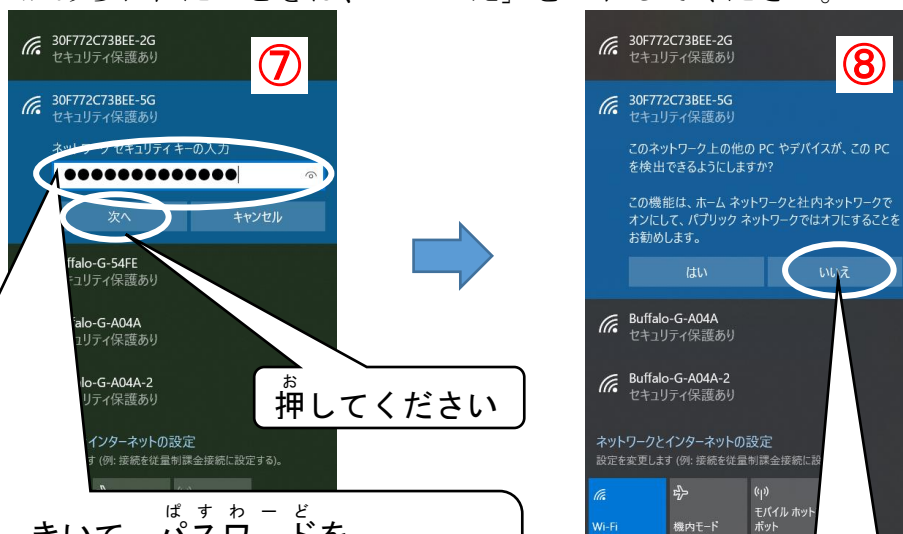 30F772C73BEE-2G
セキュリティ保護あり
⑦
30F772C73BEE-5G
セキュリティ保護あり
セキュリティ キーの入力
●●●●●●●●●●●●●
次へ
キャンセル
ffalo-G-54FE
キュリティ保護あり
falo-G-A04A
ュリティ保護あり
lo-G-A04A-2
リティ保護あり
インターネットの設定
す (例: 接続を従量制課金接続に設定する)。
お
押してください
ぱすわーど
きいて、パスワードを
30F772C73BEE-2G
セキュリティ保護あり
⑧
30F772C73BEE-5G
セキュリティ保護あり
このネットワーク上の他の PC やデバイスが、この PC
を検出できるようにしますか?
この機能は、ホーム ネットワークと社内ネットワークで
オンにして、パブリック ネットワークではオフにすることを
お勧めします。
はい
いいえ
Buffalo-G-A04A
セキュリティ保護あり
Buffalo-G-A04A-2
セキュリティ保護あり
ネットワークとインターネットの設定
設定を変更します (例: 接続を従量制課金接続に設
Wi-Fi
機内モード
モバイル ホット
ポット